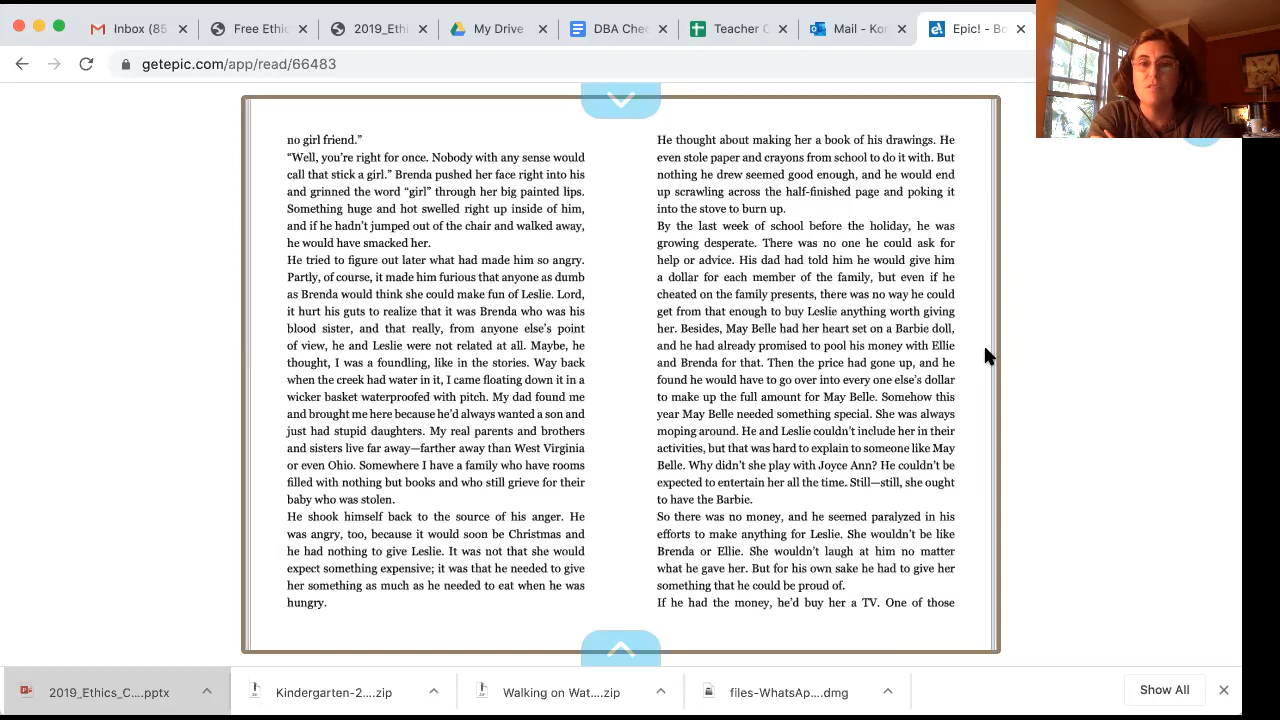 Inbox (85
Free Ethic
2019_Ethi
My Drive
DBA Chec
Teacher C
Mail - Kor
Epic! - Bo
getepic.com/app/read/66483
no girl friend.”
“Well, you’re right for once. Nobody with any sense would
call that stick a girl.” Brenda pushed her face right into his
and grinned the word “girl” through her big painted lips.
Something huge and hot swelled right up inside of him,
and if he hadn’t jumped out of the chair and walked away,
he would have smacked her.
He tried to figure out later what had made him so angry.
Partly, of course, it made him furious that anyone as dumb
as Brenda would think she could make fun of Leslie. Lord,
it hurt his guts to realize that it was Brenda who was his
blood sister, and that really, from anyone else’s point
of view, he and Leslie were not related at all. Maybe, he
thought, I was a foundling, like in the stories. Way back
when the creek had water in it, I came floating down it in a
wicker basket waterproofed with pitch. My dad found me
and brought me here because he’d always wanted a son and
just had stupid daughters. My real parents and brothers
and sisters live far away—farther away than West Virginia
or even Ohio. Somewhere I have a family who have rooms
filled with nothing but books and who still grieve for their
baby who was stolen.
He shook himself back to the source of his anger. He
was angry, too, because it would soon be Christmas and
he had nothing to give Leslie. It was not that she would
expect something expensive; it was that he needed to give
her something as much as he needed to eat when he was
hungry.
He thought about making her a book of his drawings. He
even stole paper and crayons from school to do it with. But
nothing he drew seemed good enough, and he would end
up scrawling across the half-finished page and poking it
into the stove to burn up.
By the last week of school before the holiday, he was
growing desperate. There was no one he could ask for
help or advice. His dad had told him he would give him
a dollar for each member of the family, but even if he
cheated on the family presents, there was no way he could
get from that enough to buy Leslie anything worth giving
her. Besides, May Belle had her heart set on a Barbie doll,
and he had already promised to pool his money with Ellie
and Brenda for that. Then the price had gone up, and he
found he would have to go over into every one else’s dollar
to make up the full amount for May Belle. Somehow this
year May Belle needed something special. She was always
moping around. He and Leslie couldn’t include her in their
activities, but that was hard to explain to someone like May
Belle. Why didn’t she play with Joyce Ann? He couldn’t be
expected to entertain her all the time. Still—still, she ought
to have the Barbie.
So there was no money, and he seemed paralyzed in his
efforts to make anything for Leslie. She wouldn’t be like
Brenda or Ellie. She wouldn’t laugh at him no matter
what he gave her. But for his own sake he had to give her
something that he could be proud of.
If he had the money, he’d buy her a TV. One of those
2019_Ethics_C....pptx
Kindergarten-2....zip
Walking on Wat....zip
files-WhatsAp....dmg
Show All